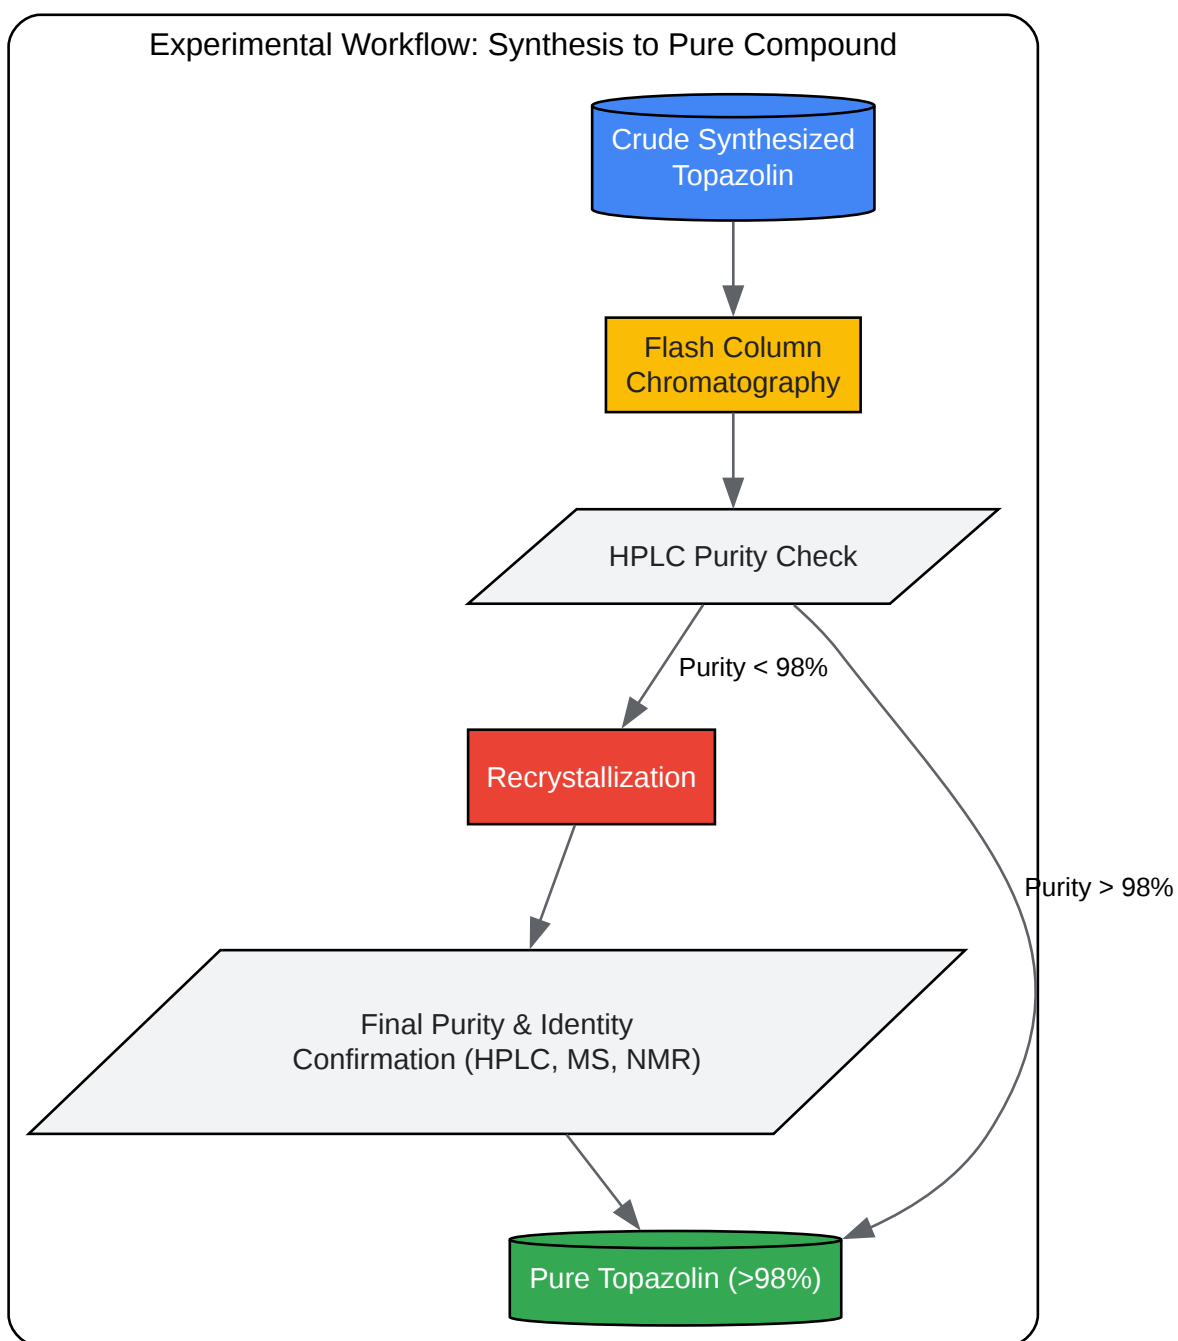 Experimental Workflow: Synthesis to Pure Compound
Crude Synthesized
Topazolin
Flash Column
Chromatography
HPLC Purity Check
Purity < 98%
Recrystallization
Purity > 98%
Final Purity & Identity
Confirmation (HPLC, MS, NMR)
Pure Topazolin (>98%)